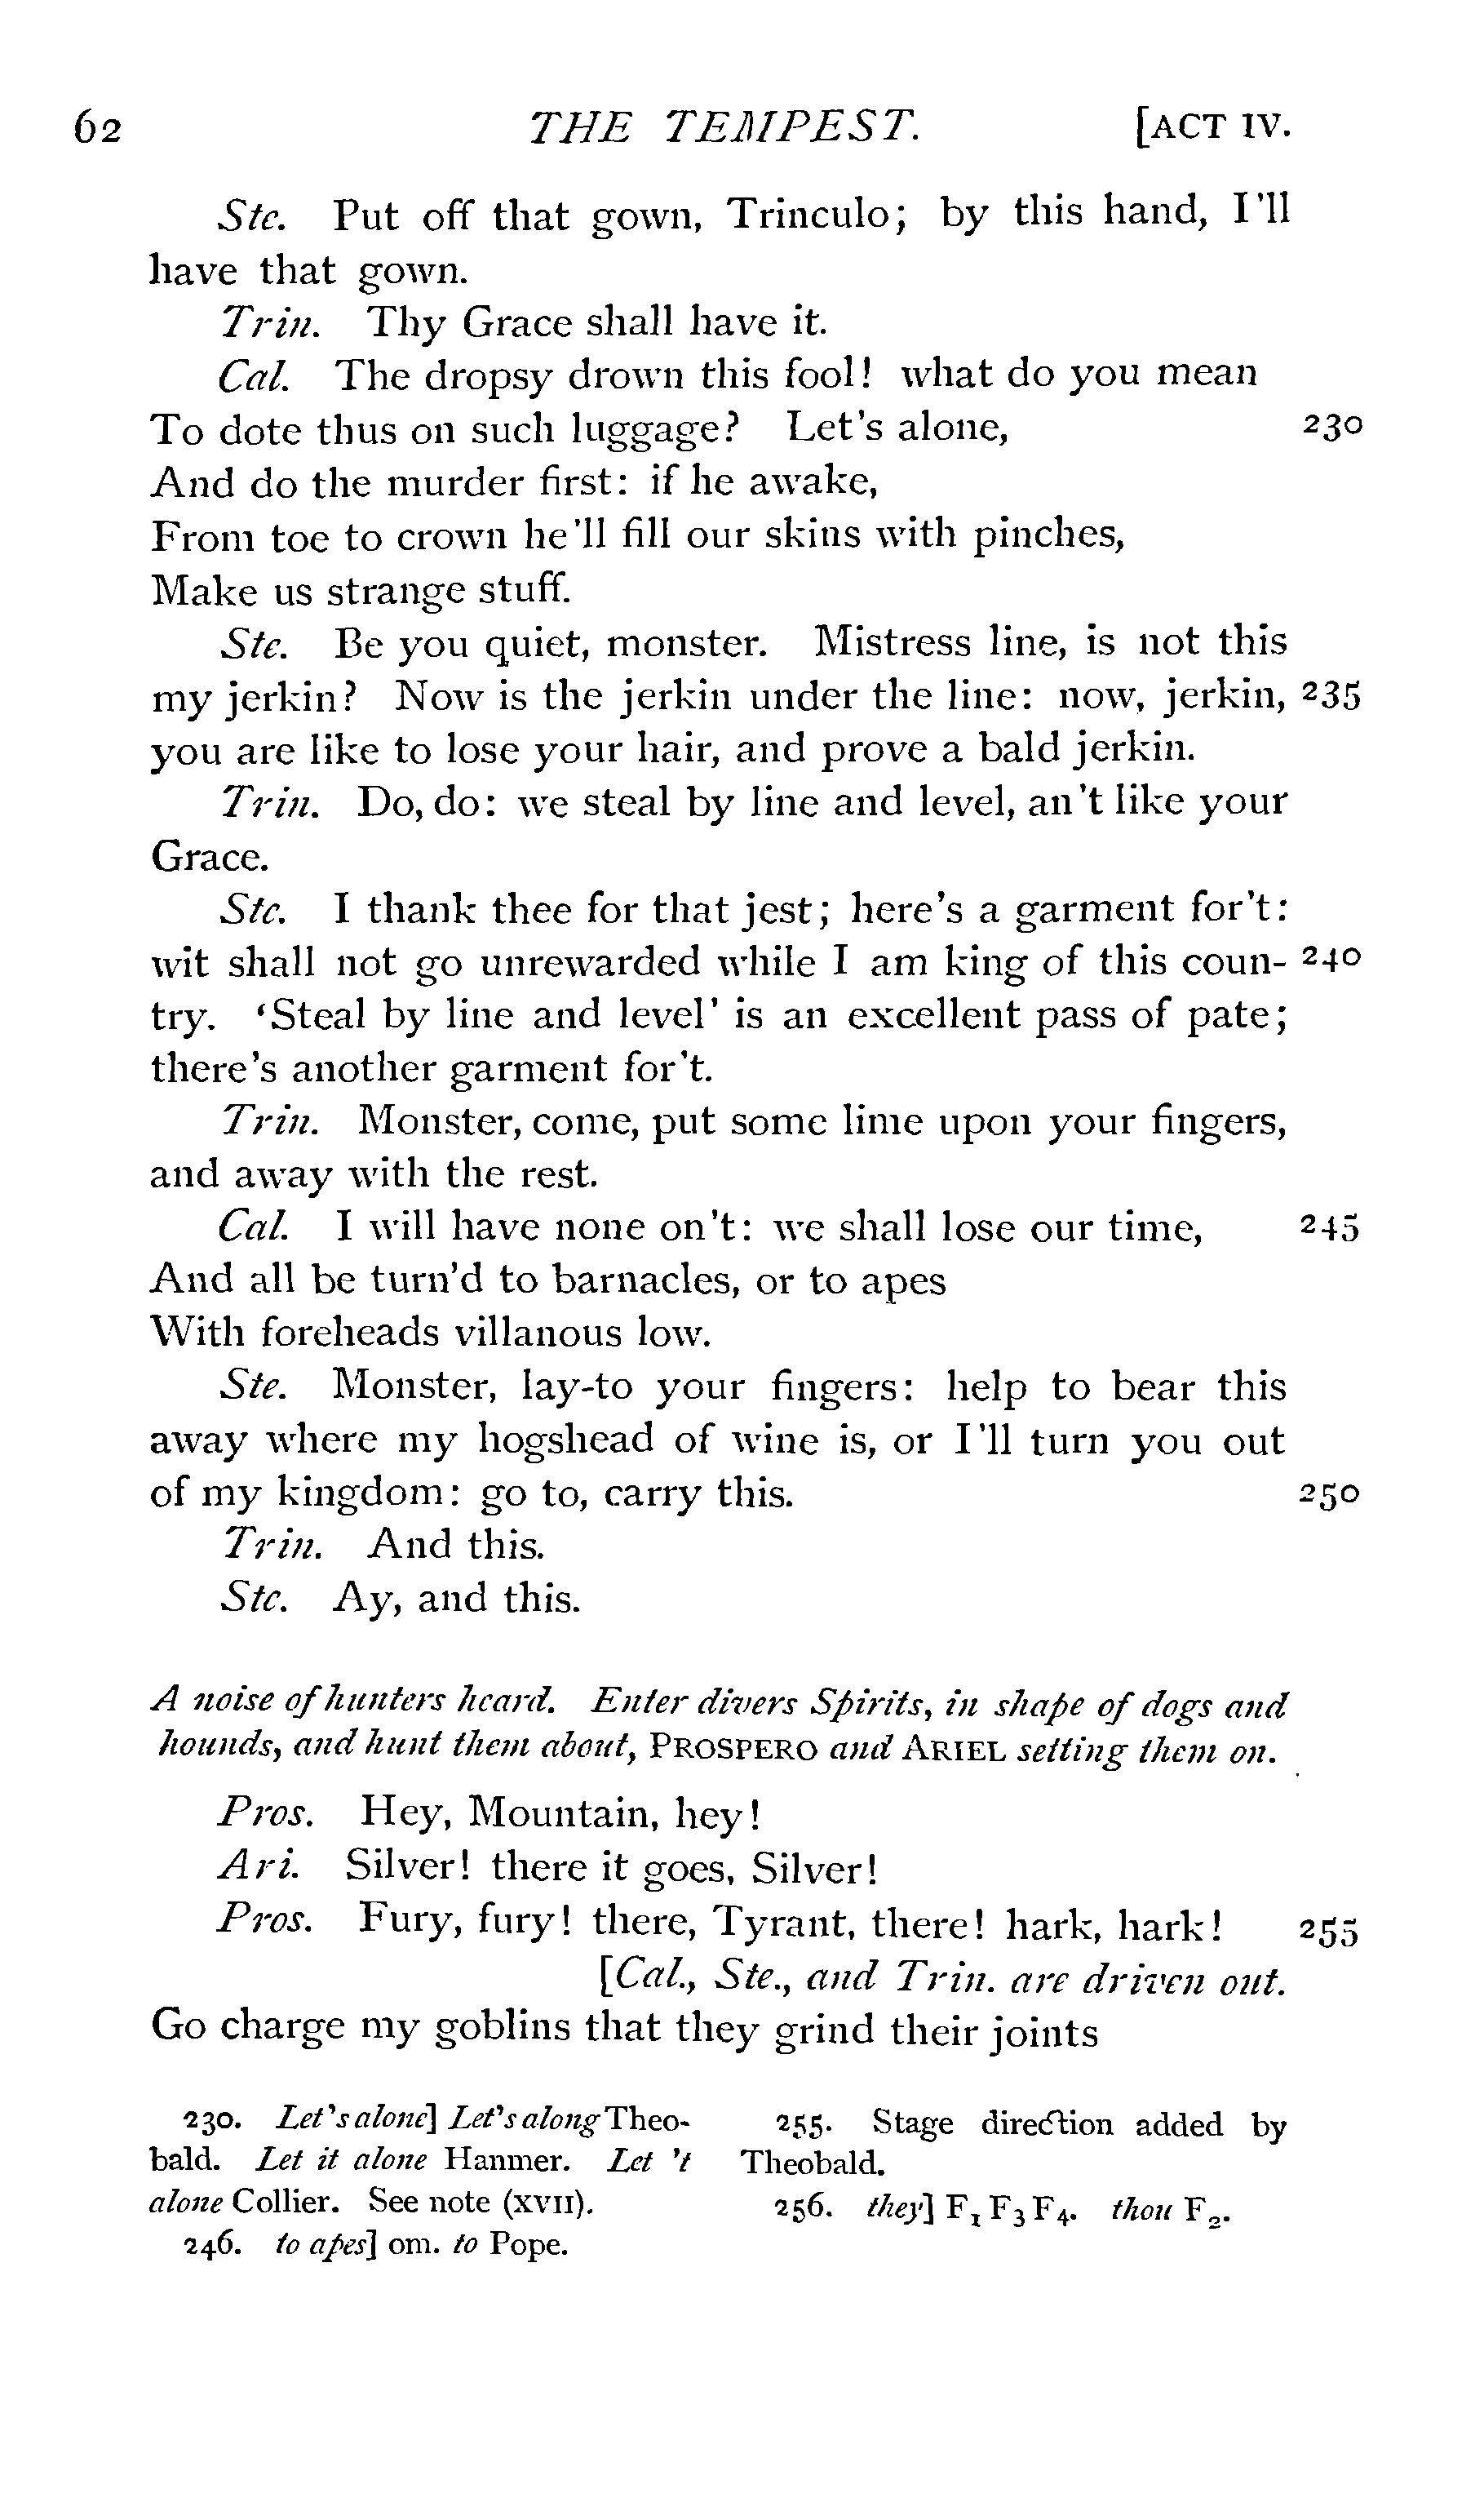 62 THE TEMPEST. [ACT IV.
Ste. Put off that gown, Trinculo; by this hand, I'll
have that gown.
Trin. Thy Grace shall have it.
Cal. The dropsy drown this fool! what do you mean
To dote thus on such luggage? Let's alone, 230
And do the murder first: if he awake,
From toe to crown he'll fill our skins with pinches,
Make us strange stuff.
Ste. Be you quiet, monster. Mistress line, is not this
my jerkin? Now is the jerkin under the line: now, jerkin, 235
you are like to lose your hair, and prove a bald jerkin.
Trin. Do, do: we steal by line and level, an't like your
Grace.
Ste. I thank thee for that jest; here's a garment for't:
wit shall not go unrewarded while I am king of this coun- 240
try. 'Steal by line and level' is an excellent pass of pate;
there's another garment for't.
Trin. Monster, come, put some lime upon your fingers,
and away with the rest.
Cal. I will have none on't: we shall lose our time, 245
And all be turn'd to barnacles, or to apes
With foreheads villanous low.
Ste. Monster, lay-to your fingers: help to bear this
away where my hogshead of wine is, or I'll turn you out
of my kingdom: go to, carry this. 250
Trin. And this.
Ste. Ay, and this.
A noise of hunters heard. Enter divers Spirits, in shape of dogs and
hounds, and hunt them about, PROSPERO and ARIEL setting them on.
Pros. Hey, Mountain, hey!
Ari. Silver! there it goes, Silver!
Pros. Fury, fury! there, Tyrant, there! hark, hark! 255
[Cal., Ste., and Trin. are driven out.
Go charge my goblins that they grind their joints
230. Let's alone] Let's along Theo-
bald. Let it alone Hanmer. Let 't
alone Collier. See note (XVII).
246. to apes] om. to Pope.
255. Stage direction added by
Theobald.
256. they] F1 F3 F4. thou F2.